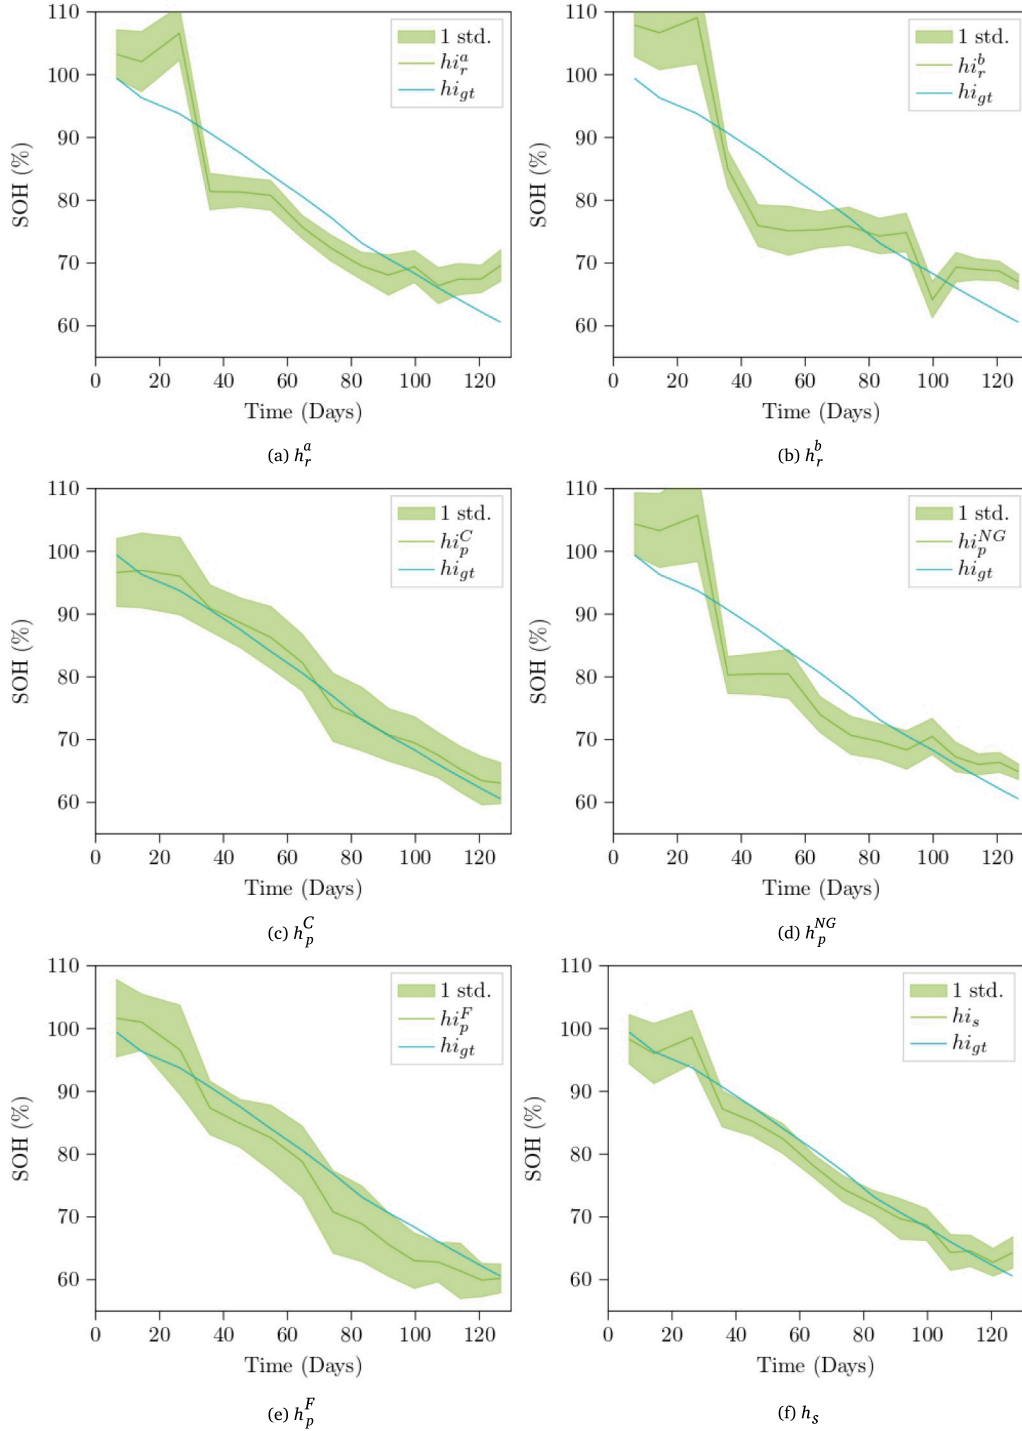 110
100
90
80
70
60
SOH (%)
0 20 40 60 80 100 120
Time (Days)
1 std.
hi_r^a
hi_gt
(a) h_r^a
110
100
90
80
70
60
SOH (%)
0 20 40 60 80 100 120
Time (Days)
1 std.
hi_r^b
hi_gt
(b) h_r^b
110
100
90
80
70
60
SOH (%)
0 20 40 60 80 100 120
Time (Days)
1 std.
hi_p^C
hi_gt
(c) h_p^C
110
100
90
80
70
60
SOH (%)
0 20 40 60 80 100 120
Time (Days)
1 std.
hi_p^NG
hi_gt
(d) h_p^NG
110
100
90
80
70
60
SOH (%)
0 20 40 60 80 100 120
Time (Days)
1 std.
hi_p^F
hi_gt
(e) h_p^F
110
100
90
80
70
60
SOH (%)
0 20 40 60 80 100 120
Time (Days)
1 std.
hi_s
hi_gt
(f) h_s